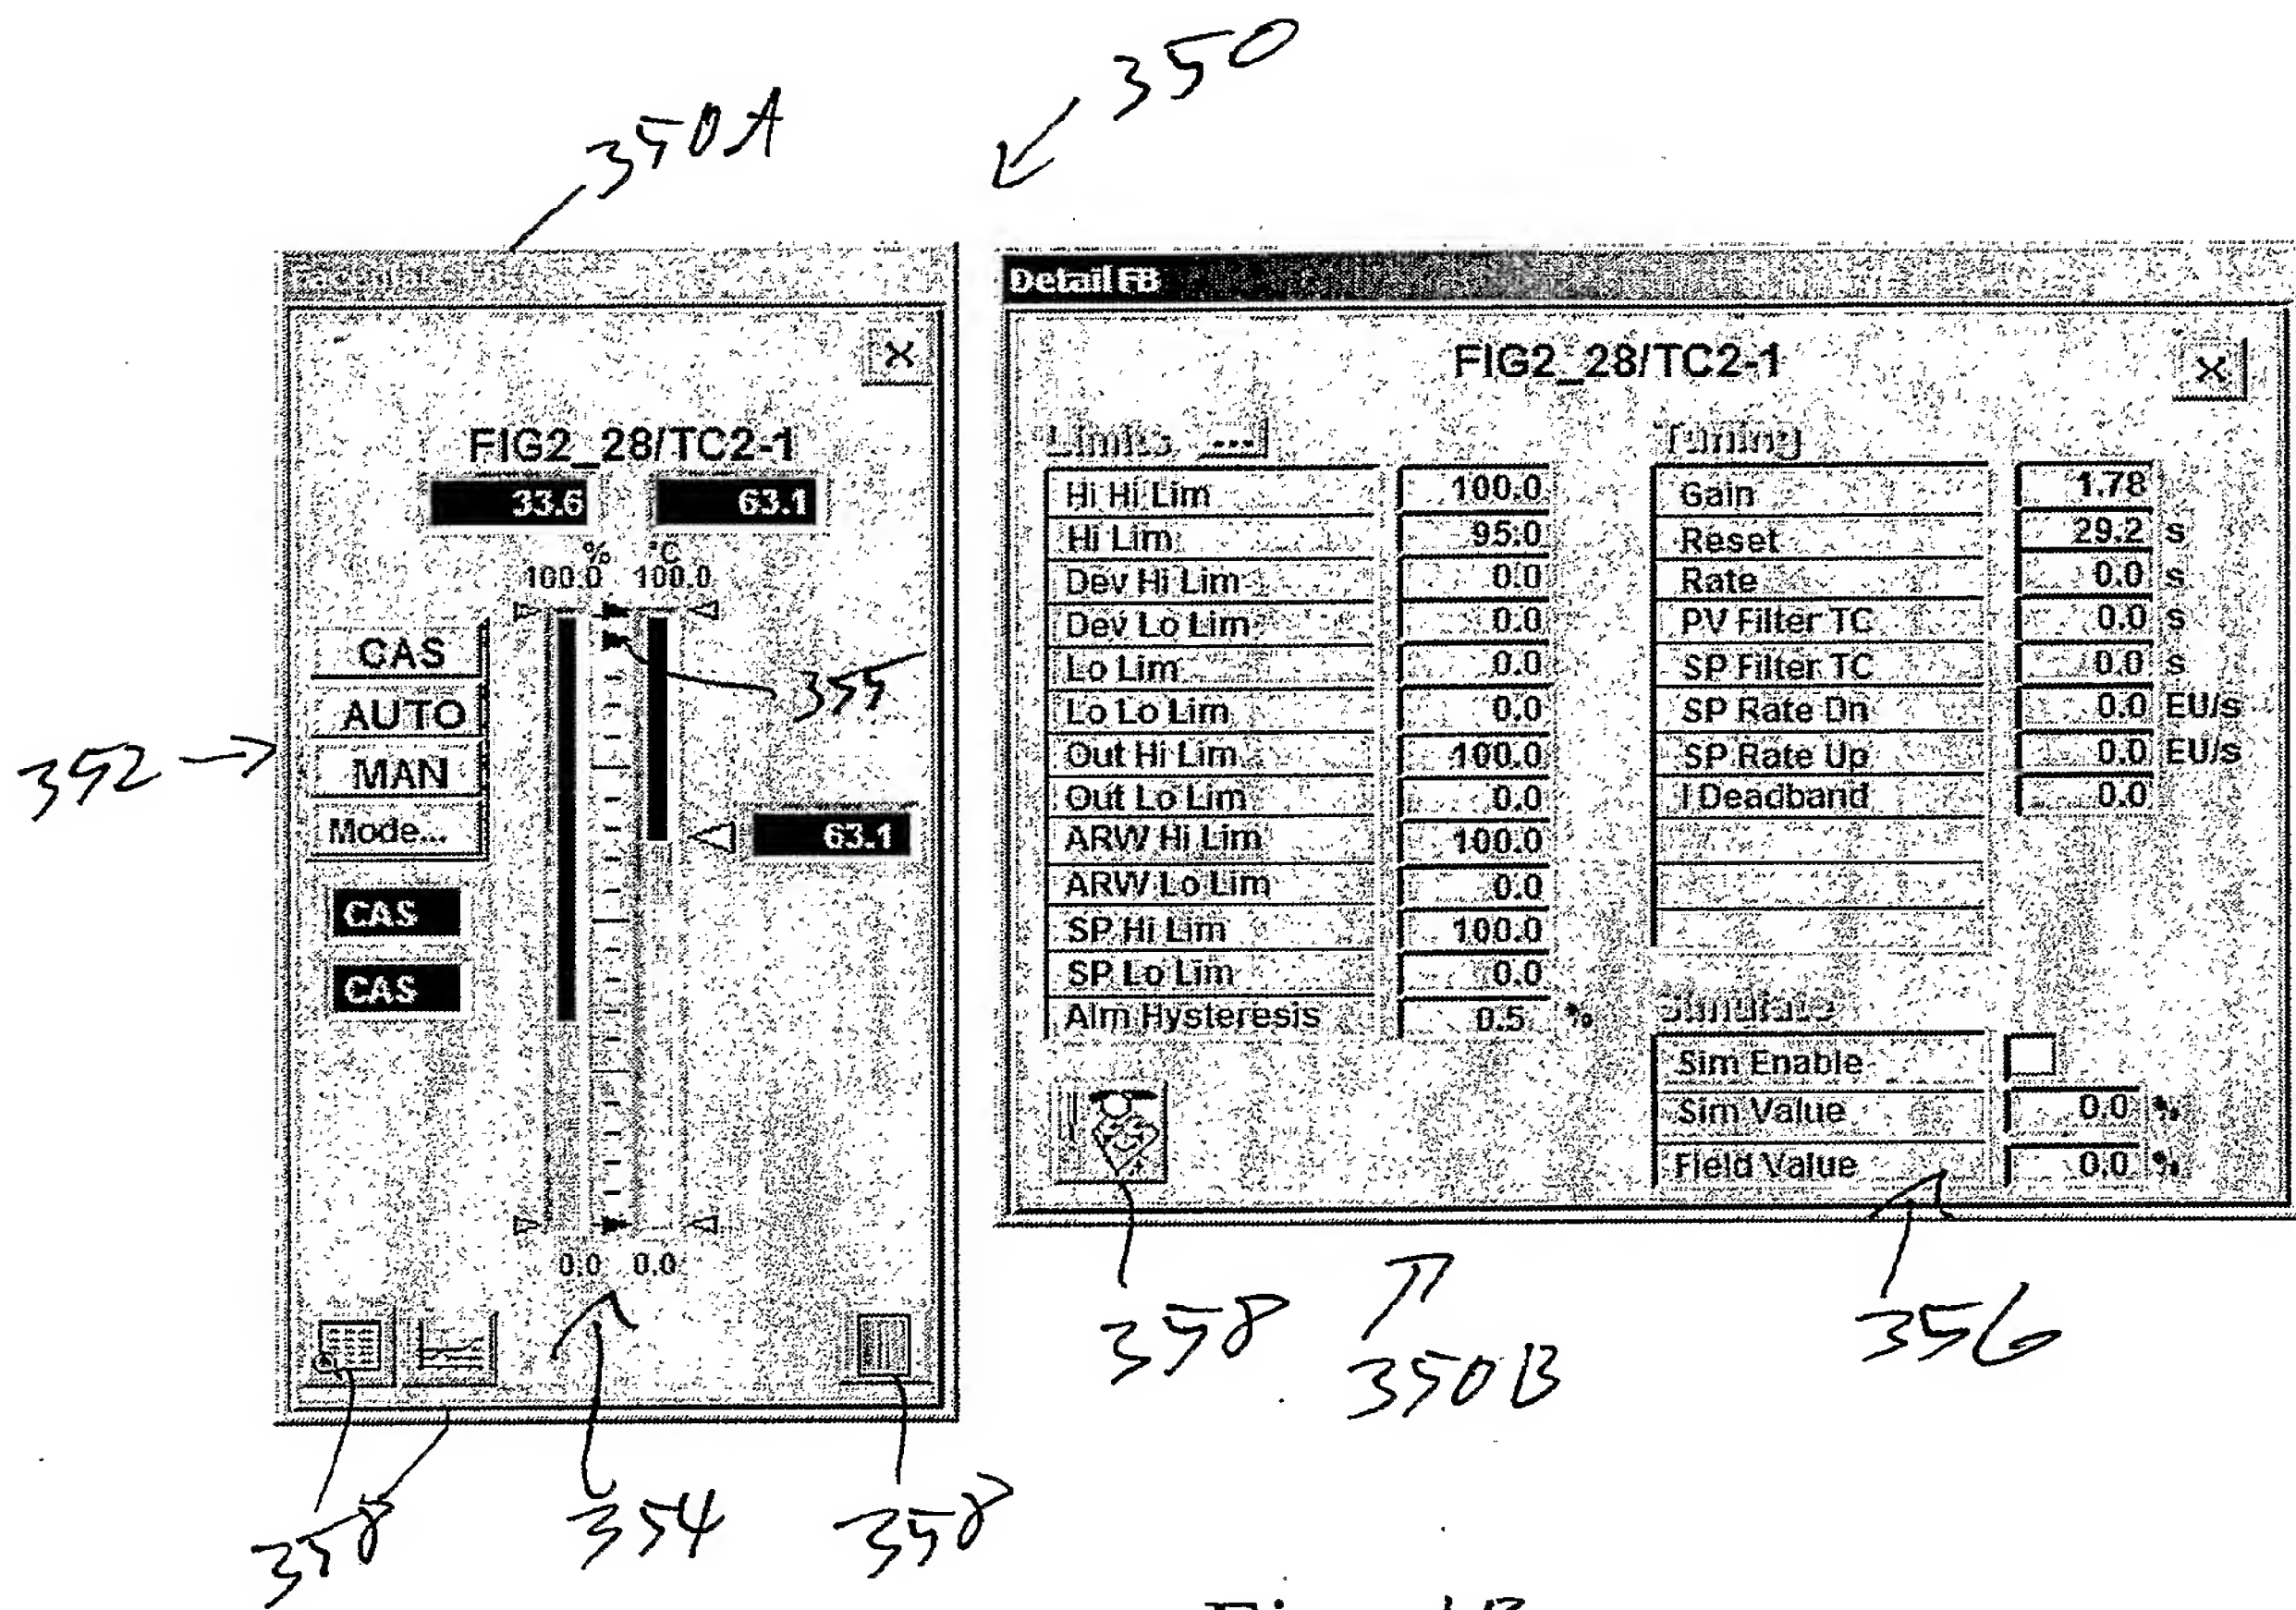 350
350A
Detail FB
FIG2_28/TC2-1
33.6 63.1
% °C
100.0 100.0
CAS
AUTO
MAN
Mode...
CAS
CAS
355
352
63.1
0.0 0.0
FIG2_28/TC2-1
Limits ...
Hi Hi Lim 100.0
Hi Lim 95.0
Dev Hi Lim 0.0
Dev Lo Lim 0.0
Lo Lim 0.0
Lo Lo Lim 0.0
Out Hi Lim 100.0
Out Lo Lim 0.0
ARW Hi Lim 100.0
ARW Lo Lim 0.0
SP Hi Lim 100.0
SP Lo Lim 0.0
Alm Hysteresis 0.5 %
Tuning
Gain 1.78
Reset 29.2 s
Rate 0.0 s
PV Filter TC 0.0 s
SP Filter TC 0.0 s
SP Rate Dn 0.0 EU/s
SP Rate Up 0.0 EU/s
I Deadband 0.0
Simulate
Sim Enable
Sim Value 0.0 %
Field Value 0.0 %
358
350B
356
358
354
358